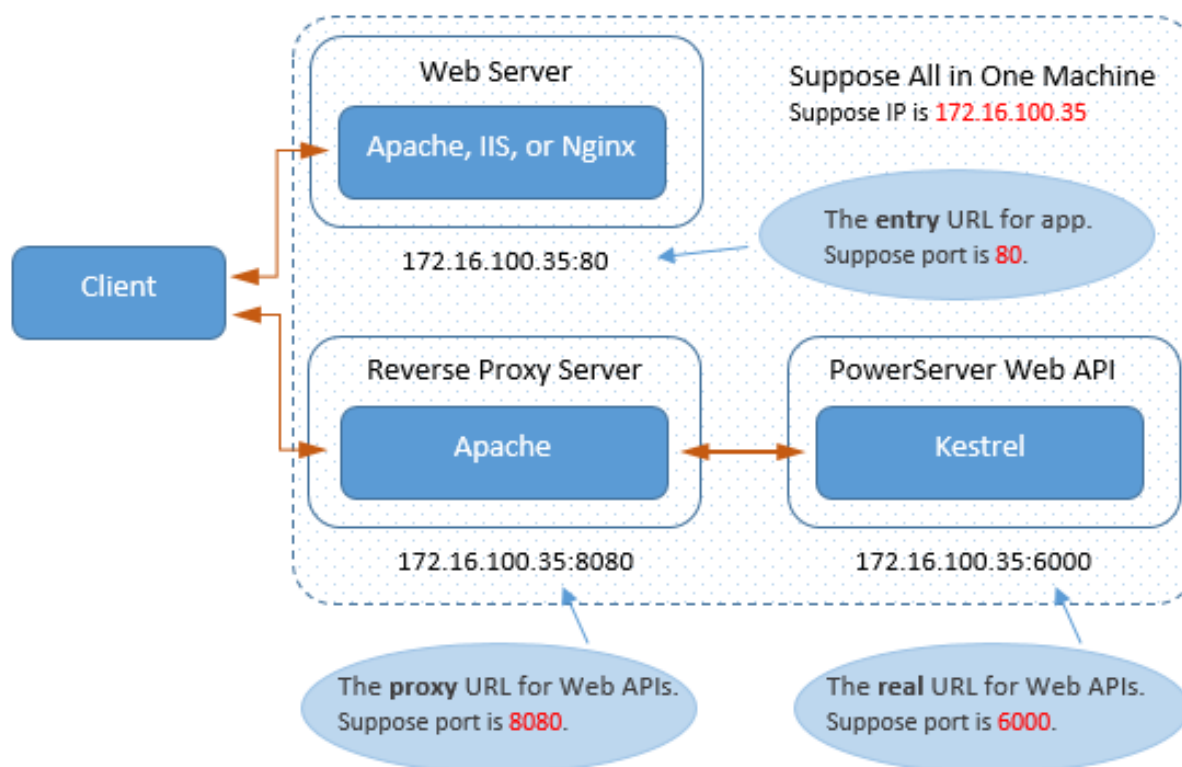 Web Server
Apache, IIS, or Nginx
172.16.100.35:80
Suppose All in One Machine
Suppose IP is 172.16.100.35
The entry URL for app.
Suppose port is 80.
Client
Reverse Proxy Server
Apache
172.16.100.35:8080
PowerServer Web API
Kestrel
172.16.100.35:6000
The proxy URL for Web APIs.
Suppose port is 8080.
The real URL for Web APIs.
Suppose port is 6000.